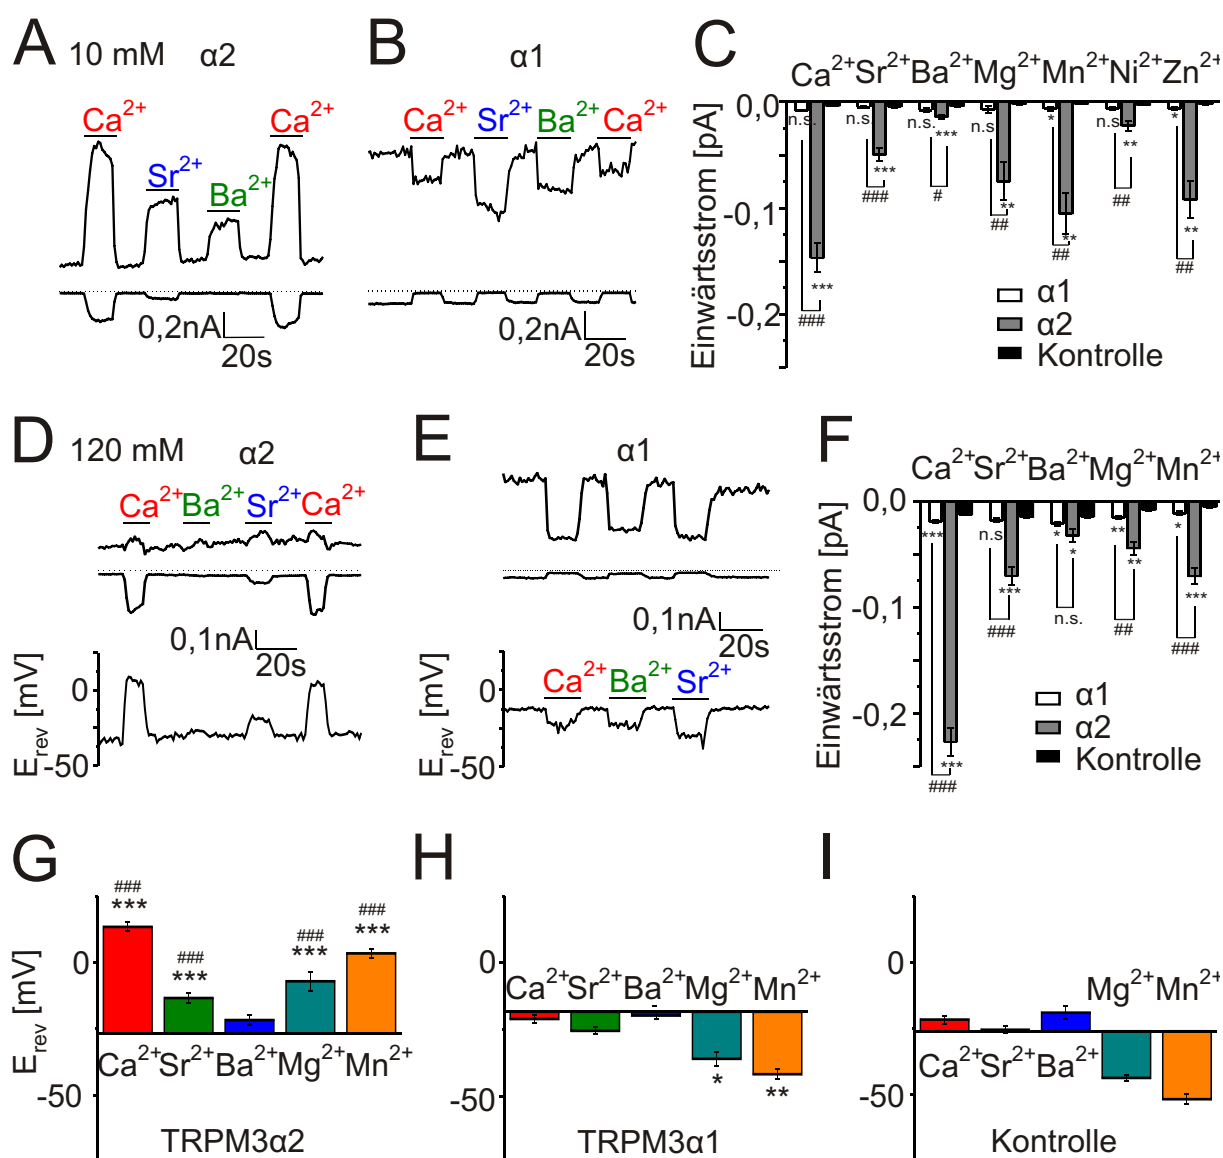 A 10 mM α2
Ca²⁺ Sr²⁺ Ba²⁺ Ca²⁺
0,2nA
20s
B α1
Ca²⁺ Sr²⁺ Ba²⁺ Ca²⁺
0,2nA
20s
C
Ca²⁺ Sr²⁺ Ba²⁺ Mg²⁺ Mn²⁺ Ni²⁺ Zn²⁺
Einwärtsstrom [pA]
0,0
-0,1
-0,2
n.s. n.s. n.s. n.s. * n.s. *
*** *** *** ** ** ** **
### ### # ## ## ## ##
α1
α2
Kontrolle
D 120 mM α2
Ca²⁺ Ba²⁺ Sr²⁺ Ca²⁺
0,1nA
20s
E_rev [mV]
0
-50
E α1
0,1nA
20s
Ca²⁺ Ba²⁺ Sr²⁺
E_rev [mV]
0
-50
F
Ca²⁺ Sr²⁺ Ba²⁺ Mg²⁺ Mn²⁺
Einwärtsstrom [pA]
0,0
-0,1
-0,2
*** n.s. * ** *
*** *** * ** ***
### ### n.s. ## ###
α1
α2
Kontrolle
G
E_rev [mV]
0
-50
### ### ### ###
*** *** *** ***
Ca²⁺ Sr²⁺ Ba²⁺ Mg²⁺ Mn²⁺
TRPM3α2
H
0
-50
Ca²⁺ Sr²⁺ Ba²⁺ Mg²⁺ Mn²⁺
* **
TRPM3α1
I
0
-50
Mg²⁺ Mn²⁺
Ca²⁺ Sr²⁺ Ba²⁺
Kontrolle